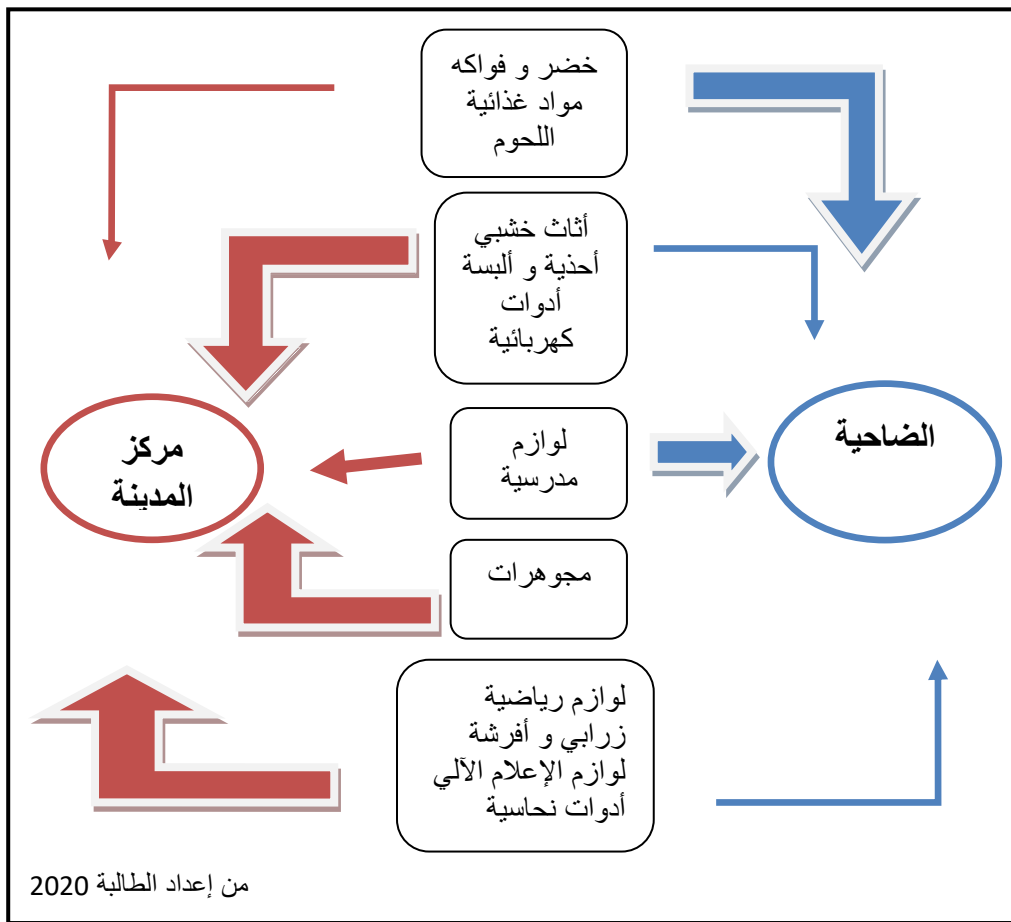 خضر و فواكه
مواد غذائية
اللحوم
أثاث خشبي
أحذية و ألبسة
أدوات
كهربائية
الضاحية
مركز
المدينة
لوازم
مدرسية
مجوهرات
لوازم رياضية
زرابي و أفرشة
لوازم الإعلام الآلي
أدوات نحاسية
من إعداد الطالبة 2020